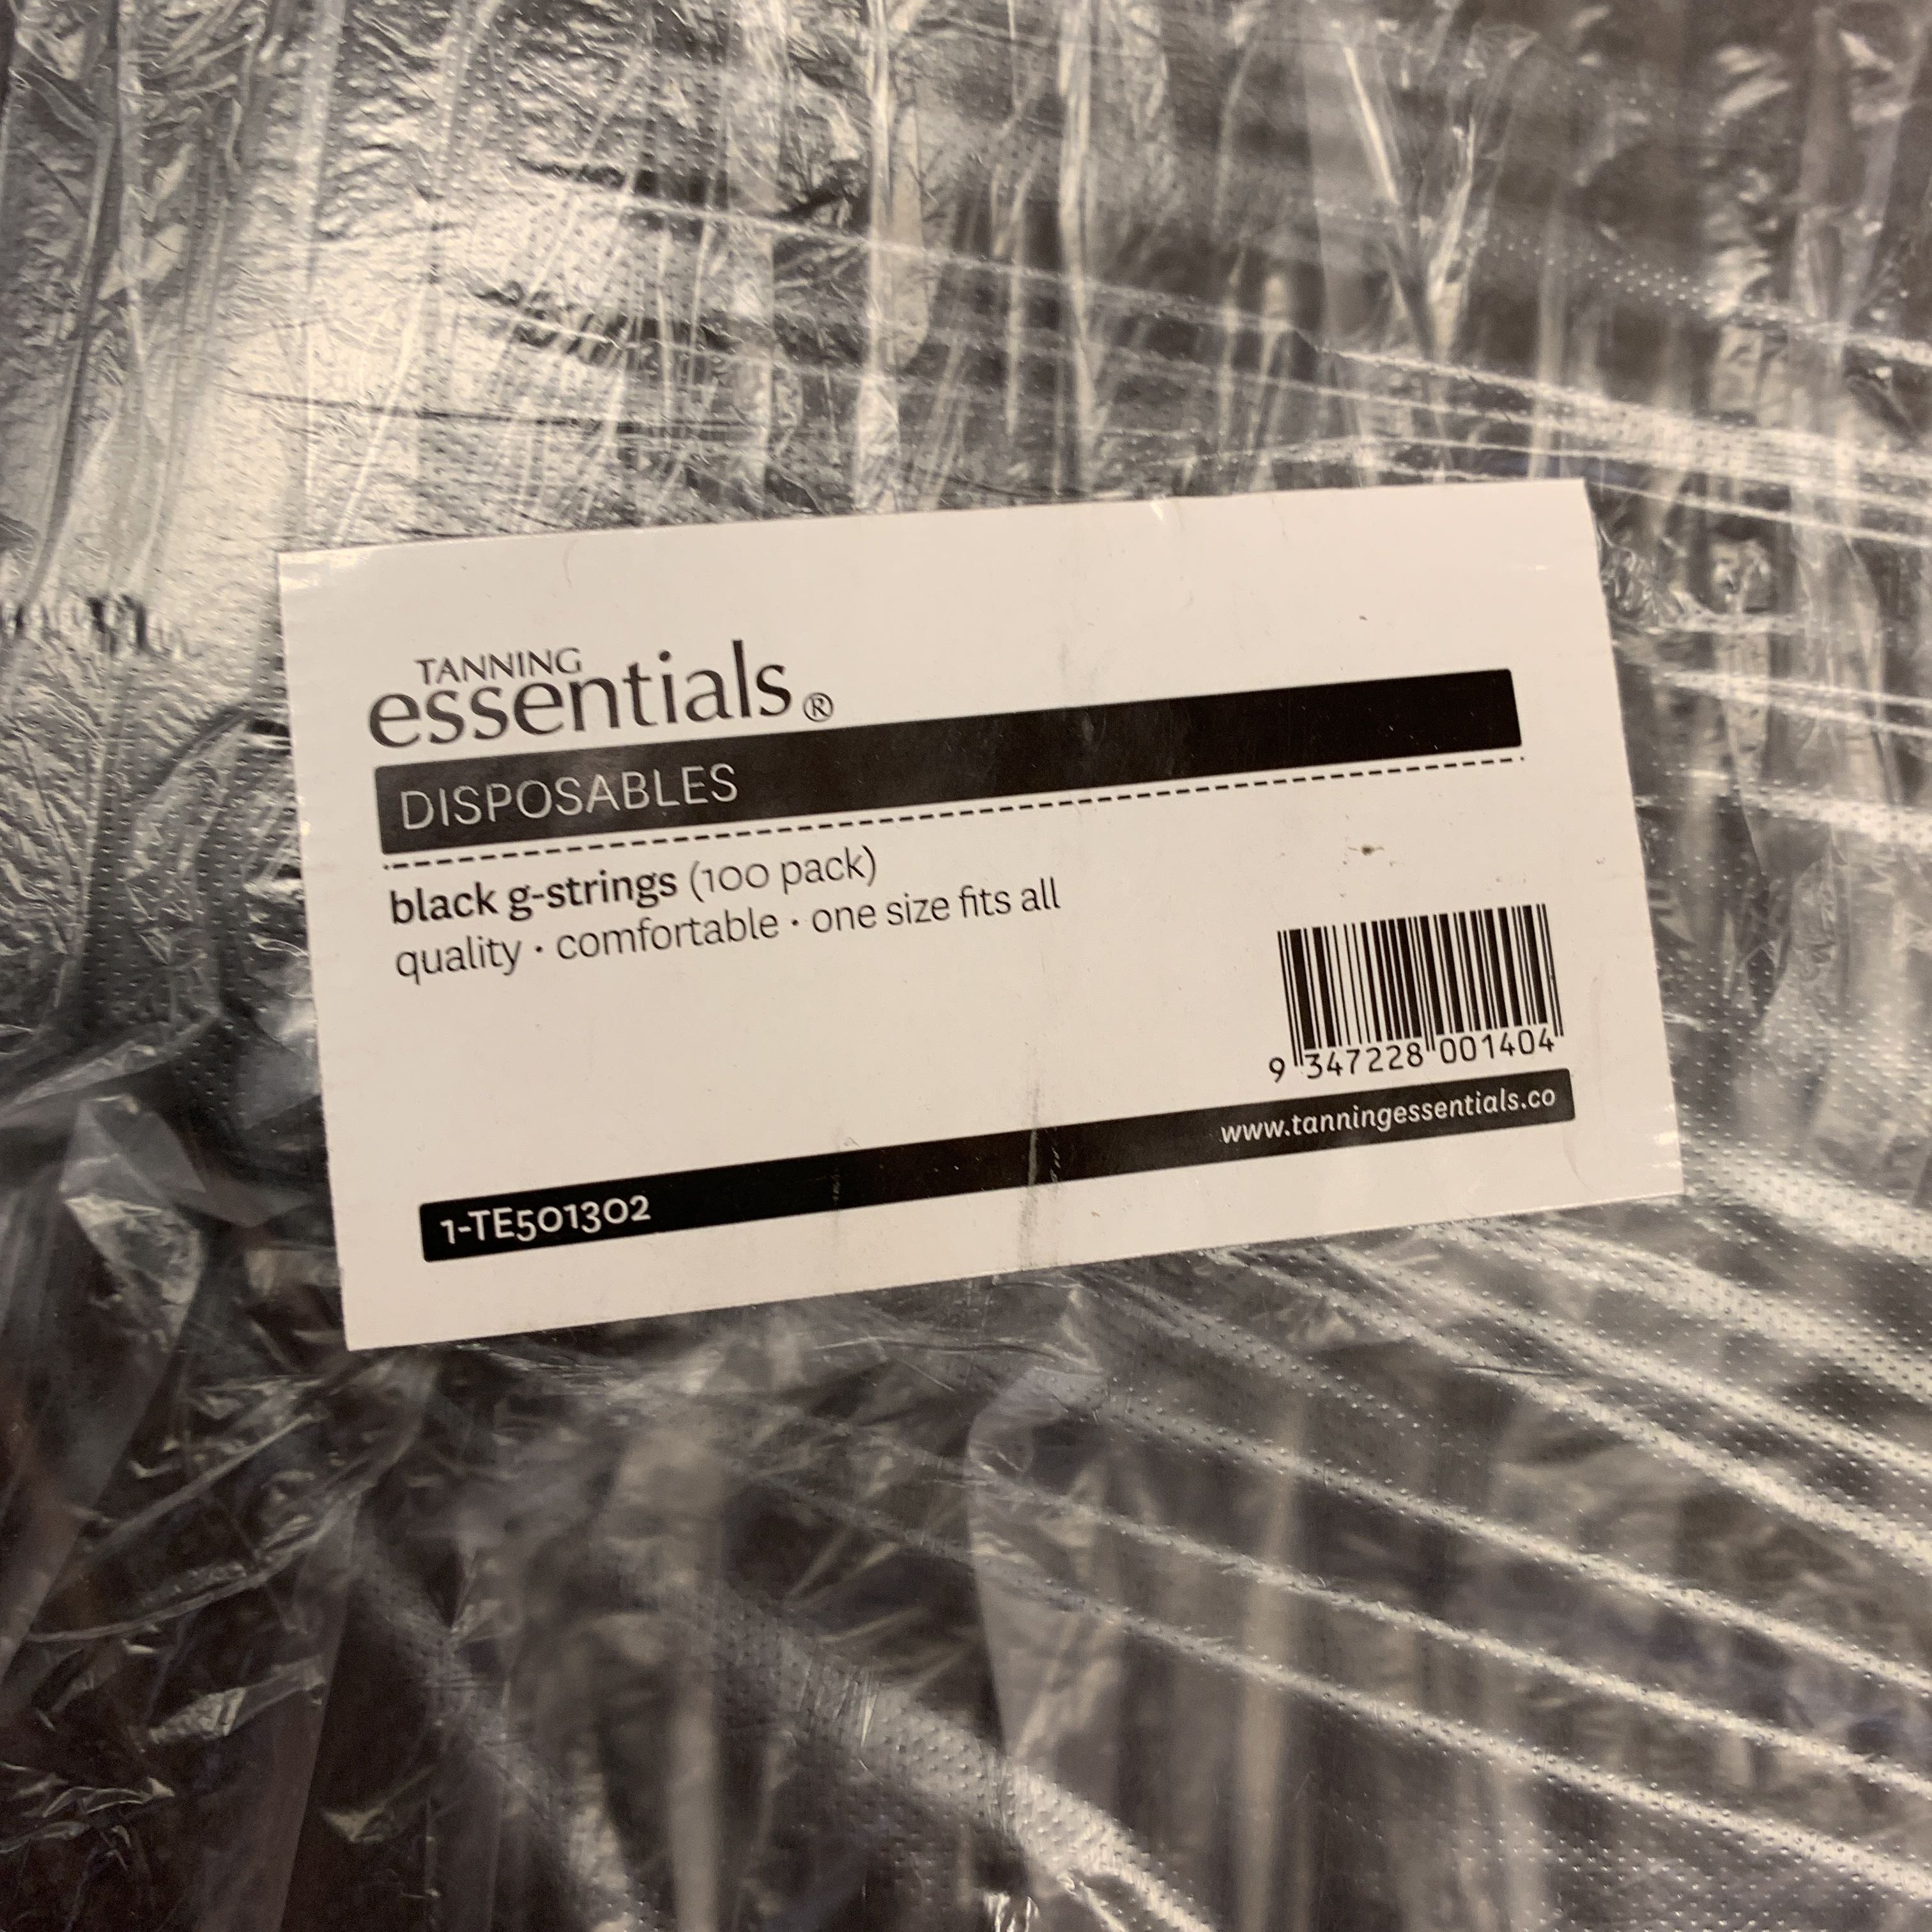 TANNING
essentials®
DISPOSABLES
black g-strings (100 pack)
quality · comfortable · one size fits all
9 347228 001404
www.tanningessentials.co
1-TE501302